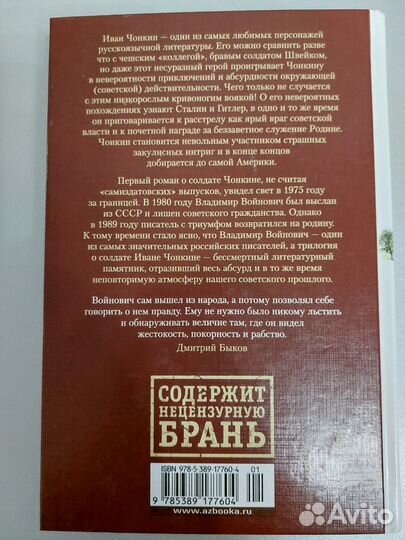 Иван Чонкин — один из самых любимых персонажей
русскоязычной литературы. Его можно сравнить разве
что с чешским «коллегой», бравым солдатом Швейком,
но даже этот несуразный герой проигрывает Чонкину
в невероятности приключений и абсурдности окружающей
(советской) действительности. Чего только не случается
с этим низкорослым кривоногим воякой! О его невероятных
похождениях узнают Сталин и Гитлер, в одно и то же время он
приговаривается к расстрелу как ярый враг советской
власти и к почетной награде за беззаветное служение Родине.
Чонкин становится невольным участником страшных
закулисных интриг и в конце концов
добирается до самой Америки.
Первый роман о солдате Чонкине, не считая
«самиздатовских» выпусков, увидел свет в 1975 году
за границей. В 1980 году Владимир Войнович был выслан
из СССР и лишен советского гражданства. Однако
в 1989 году писатель с триумфом возвратился на родину.
К тому времени стало ясно, что Владимир Войнович — один
из самых значительных российских писателей, а трилогия
о солдате Иване Чонкине — бессмертный литературный
памятник, отразивший весь абсурд и в то же время
неповторимую атмосферу нашего советского прошлого.
Войнович сам вышел из народа, а потому позволял себе
говорить о нем правду. Ему не нужно было никому льстить
и обнаруживать величие там, где он видел
жестокость, покорность и рабство.
Дмитрий Быков
СОДЕРЖИТ
НЕЦЕНЗУРНУЮ
БРАНЬ
ISBN 978-5-389-17760-4
01
9 785389 177604
www.azbooka.ru
Avito